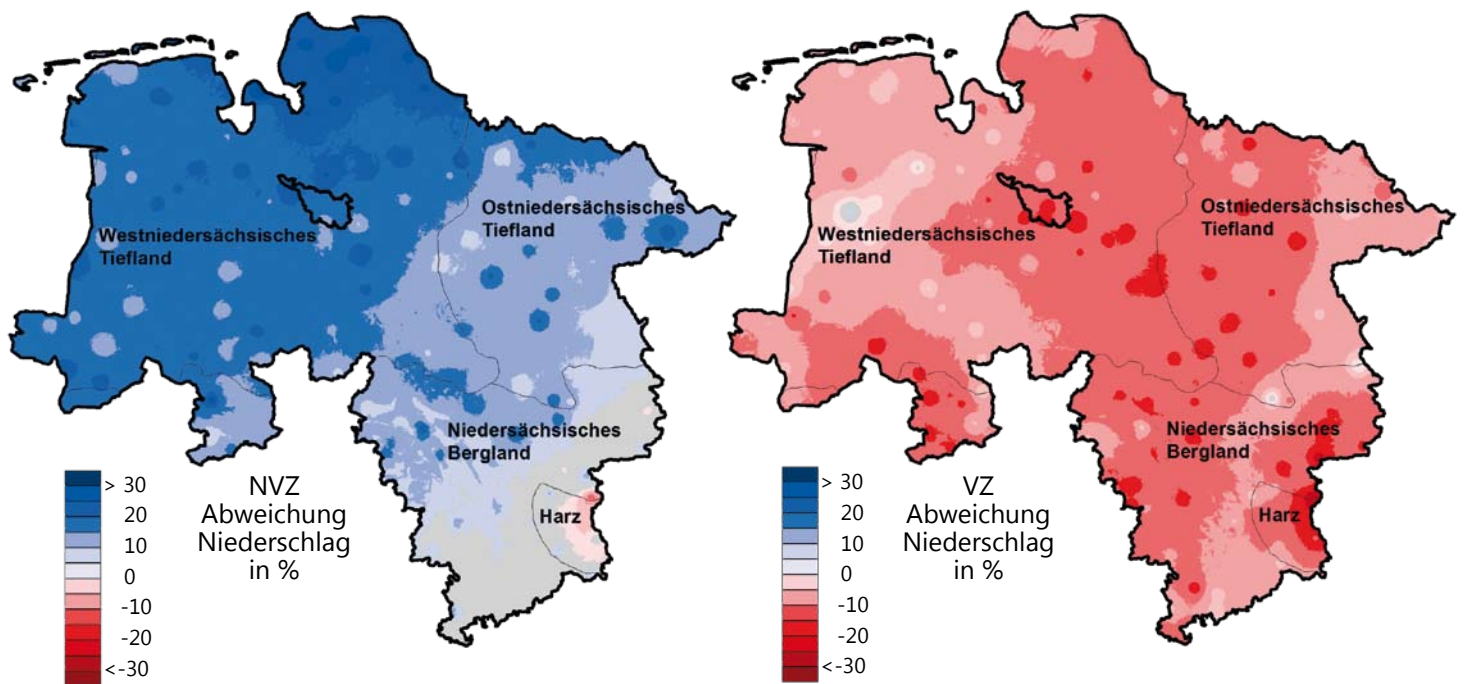 Westniedersächsisches
Tiefland
Ostniedersächsisches
Tiefland
Niedersächsisches
Bergland
Harz
NVZ
Abweichung
Niederschlag
in %
> 30
20
10
0
-10
-20
<-30
Westniedersächsisches
Tiefland
Ostniedersächsisches
Tiefland
Niedersächsisches
Bergland
Harz
VZ
Abweichung
Niederschlag
in %
> 30
20
10
0
-10
-20
<-30